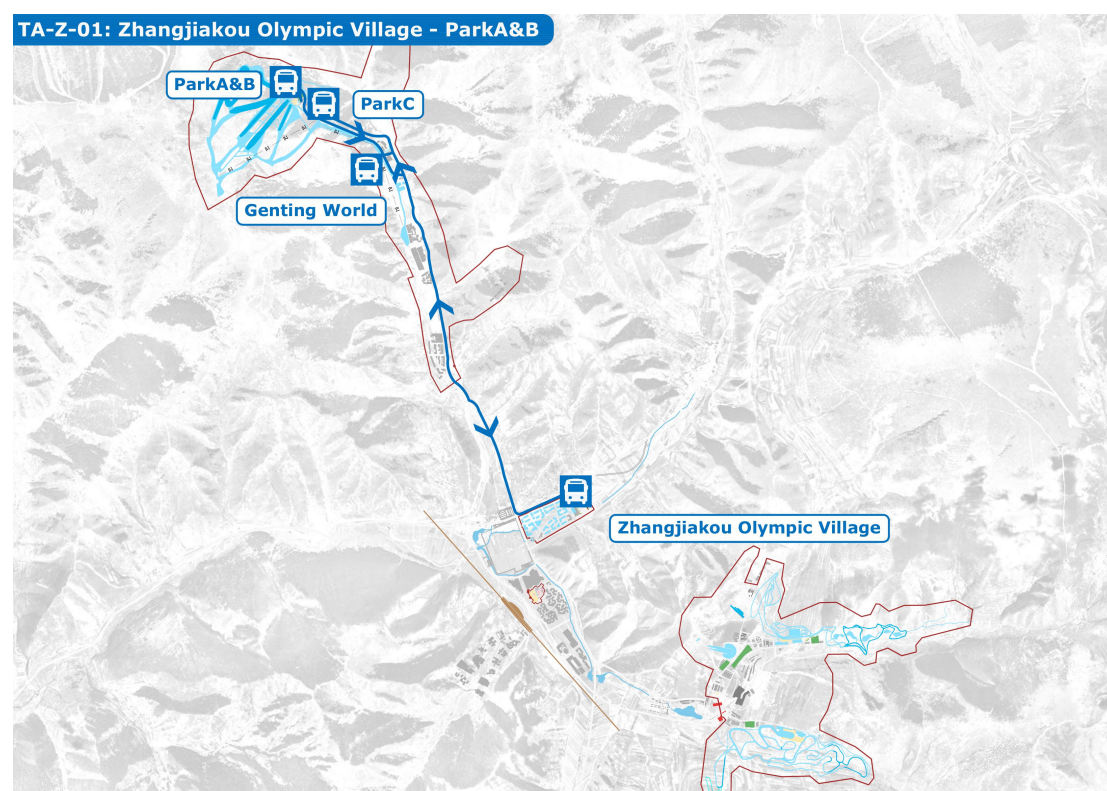 TA-Z-01: Zhangjiakou Olympic Village - ParkA&B
ParkA&B
ParkC
Genting World
Zhangjiakou Olympic Village